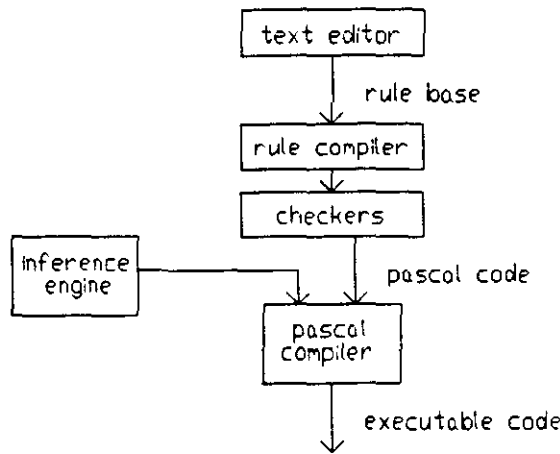 text editor
rule base
rule compiler
checkers
inference
engine
pascal code
pascal
compiler
executable code